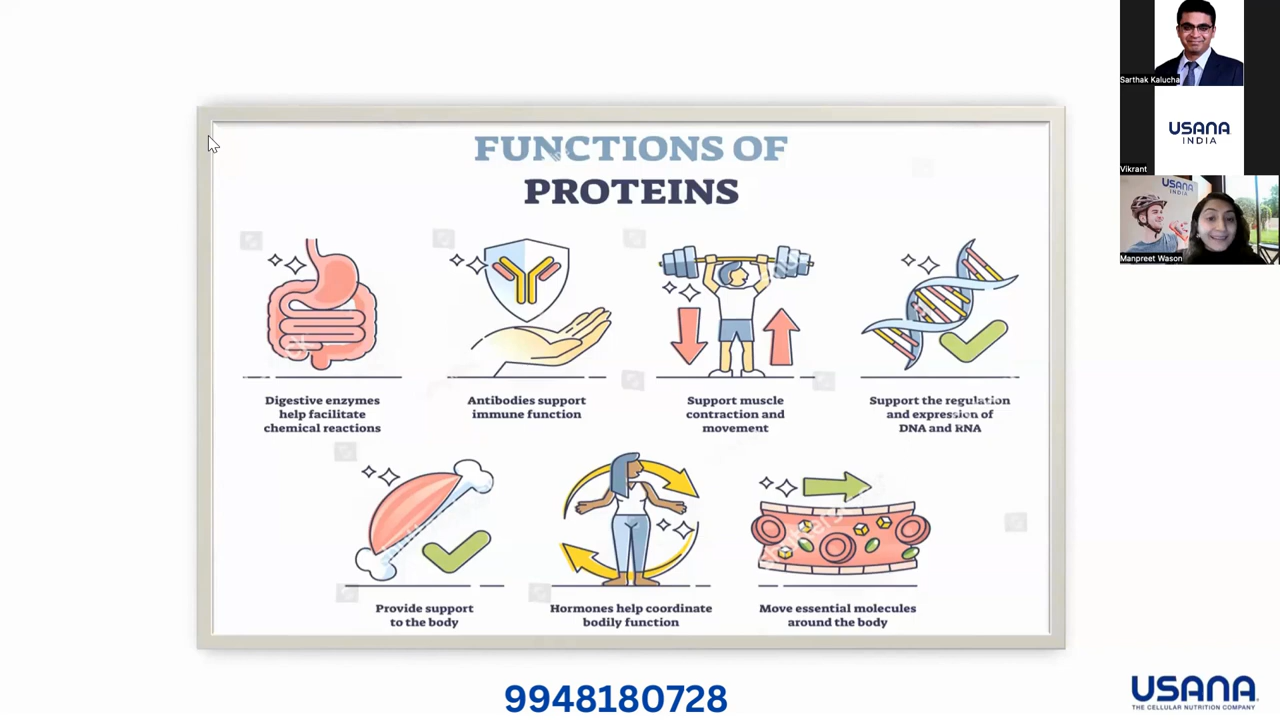 FUNCTIONS OF
PROTEINS
Digestive enzymes
help facilitate
chemical reactions
Antibodies support
immune function
Support muscle
contraction and
movement
Support the regulation
and expression of
DNA and RNA
Provide support
to the body
Hormones help coordinate
bodily function
Move essential molecules
around the body
9948180728
USANA
THE CELLULAR NUTRITION COMPANY
Sarthak Kalucha
USANA
INDIA
Vikrant
USANA
INDIA
Manpreet Wason